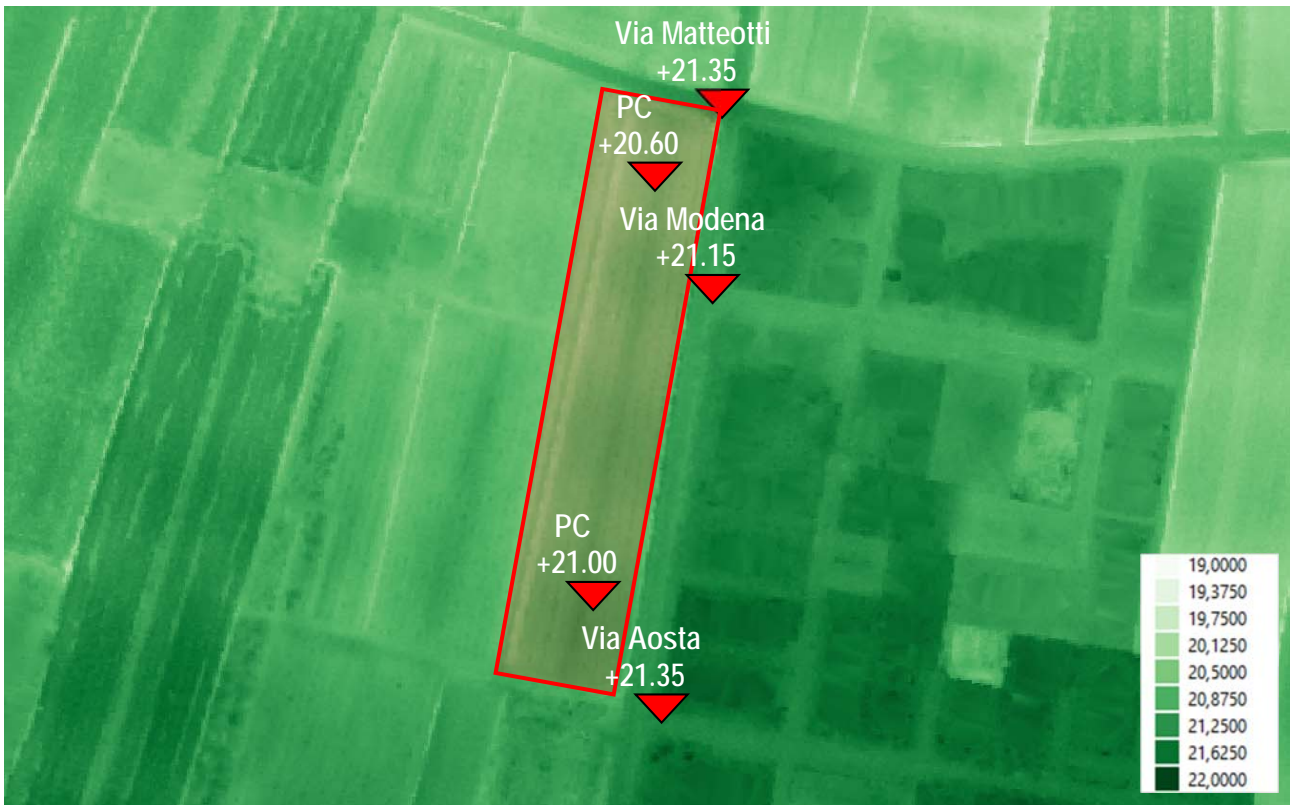 Via Matteotti
+21.35
PC
+20.60
Via Modena
+21.15
PC
+21.00
Via Aosta
+21.35
19,0000
19,3750
19,7500
20,1250
20,5000
20,8750
21,2500
21,6250
22,0000